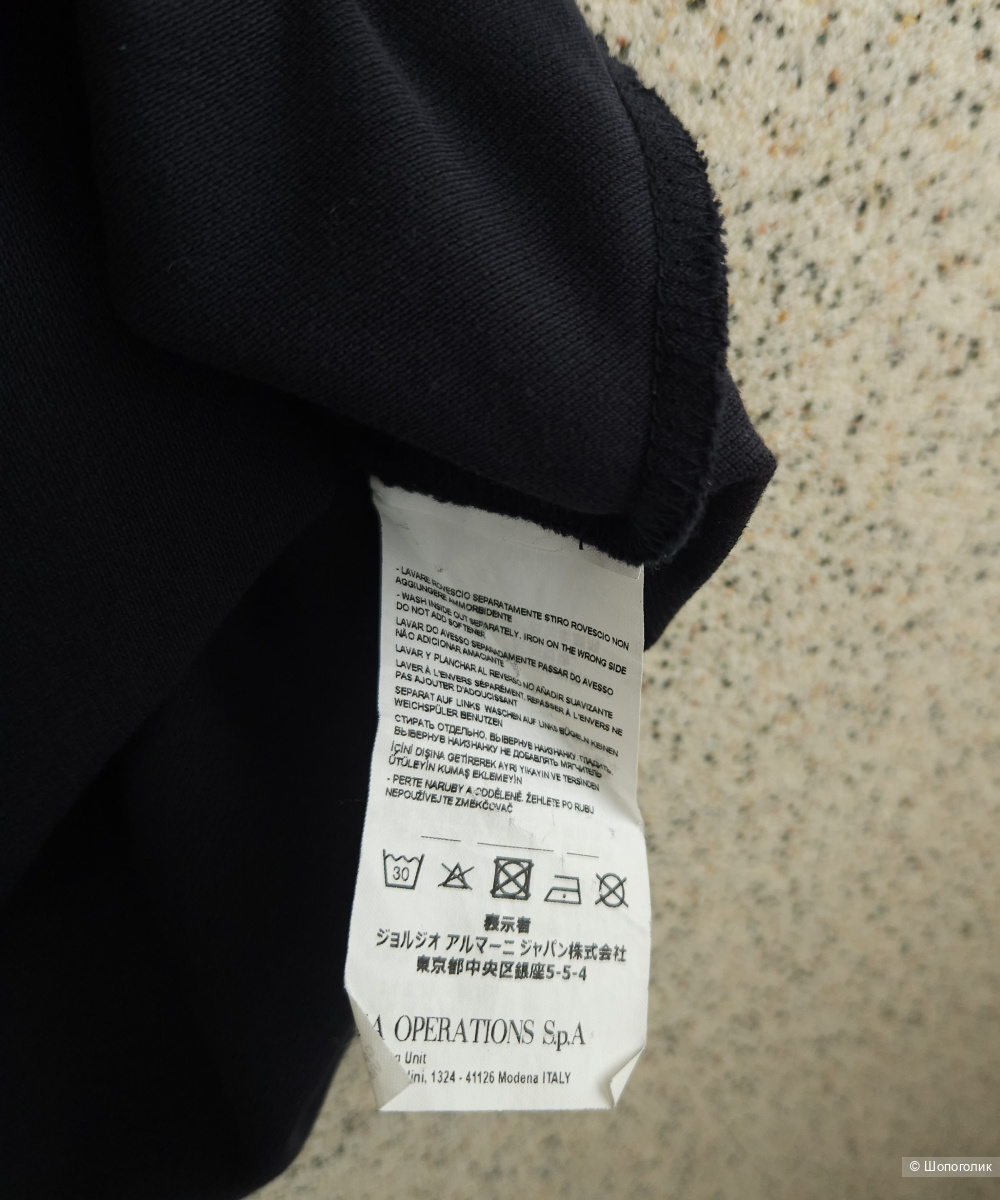 - LAVARE ROVESCIO SEPARATAMENTE STIRO ROVESCIO NON
AGGIUNGERE AMMORBIDENTE
- WASH INSIDE OUT SEPARATELY. IRON ON THE WRONG SIDE
DO NOT ADD SOFTENER
LAVAR DO AVESSO SEPARADAMENTE PASSAR DO AVESSO
NÃO ADICIONAR AMACIANTE
LAVAR Y PLANCHAR AL REVERSO NO AÑADIR SUAVIZANTE
LAVER À L'ENVERS SÉPARÉMENT. REPASSER À L'ENVERS NE
PAS AJOUTER D'ADOUCISSANT
SEPARAT AUF LINKS WASCHEN AUF LINKS BÜGELN KEINEN
WEICHSPÜLER BENUTZEN
СТИРАТЬ ОТДЕЛЬНО, ВЫВЕРНУВ НАИЗНАНКУ. ГЛАДИТЬ
ВЫВЕРНУВ НАИЗНАНКУ НЕ ДОБАВЛЯТЬ МЯГЧИТЕЛЬ
İÇİNİ DIŞINA GETİREREK AYRI YIKAYIN VE TERSİNDEN
ÜTÜLEYİN KUMAŞ EKLEMEYİN
- PERTE NARUBY A ODDĚLENĚ. ŽEHLETE PO RUBU
NEPOUŽÍVEJTE ZMĚKČOVAČ
30
表示者
ジョルジオ アルマーニ ジャパン株式会社
東京都中央区銀座5-5-4
A OPERATIONS S.p.A
Unit
1324 - 41126 Modena ITALY
© Шопоголик